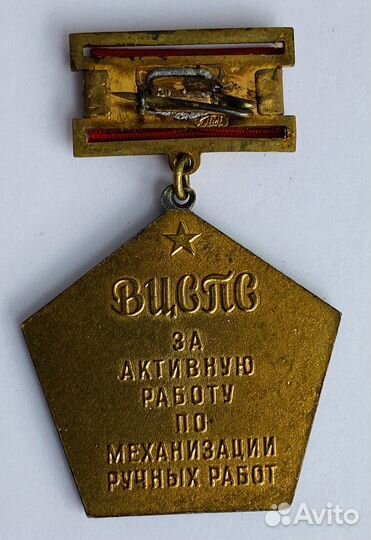 ВЦСПС
ЗА
АКТИВНУЮ
РАБОТУ
ПО
МЕХАНИЗАЦИИ
РУЧНЫХ РАБОТ
Avito